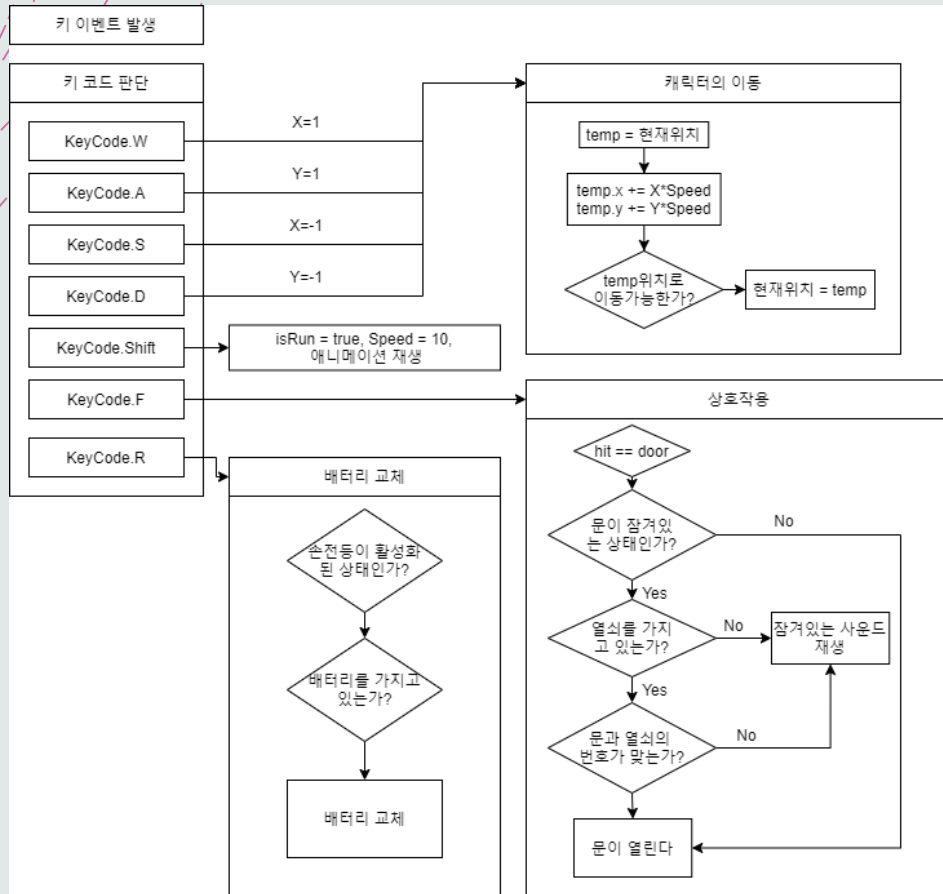 키 이벤트 발생
키 코드 판단
KeyCode.W
KeyCode.A
KeyCode.S
KeyCode.D
KeyCode.Shift
KeyCode.F
KeyCode.R
X=1
Y=1
X=-1
Y=-1
캐릭터의 이동
temp = 현재위치
temp.x += X*Speed
temp.y += Y*Speed
temp위치로
이동가능한가?
현재위치 = temp
isRun = true, Speed = 10,
애니메이션 재생
배터리 교체
손전등이 활성화
된 상태인가?
배터리를 가지고
있는가?
배터리 교체
상호작용
hit == door
문이 잠겨있
는 상태인가?
No
Yes
열쇠를 가지
고 있는가?
No
잠겨있는 사운드
재생
Yes
문과 열쇠의
번호가 맞는가?
No
문이 열린다